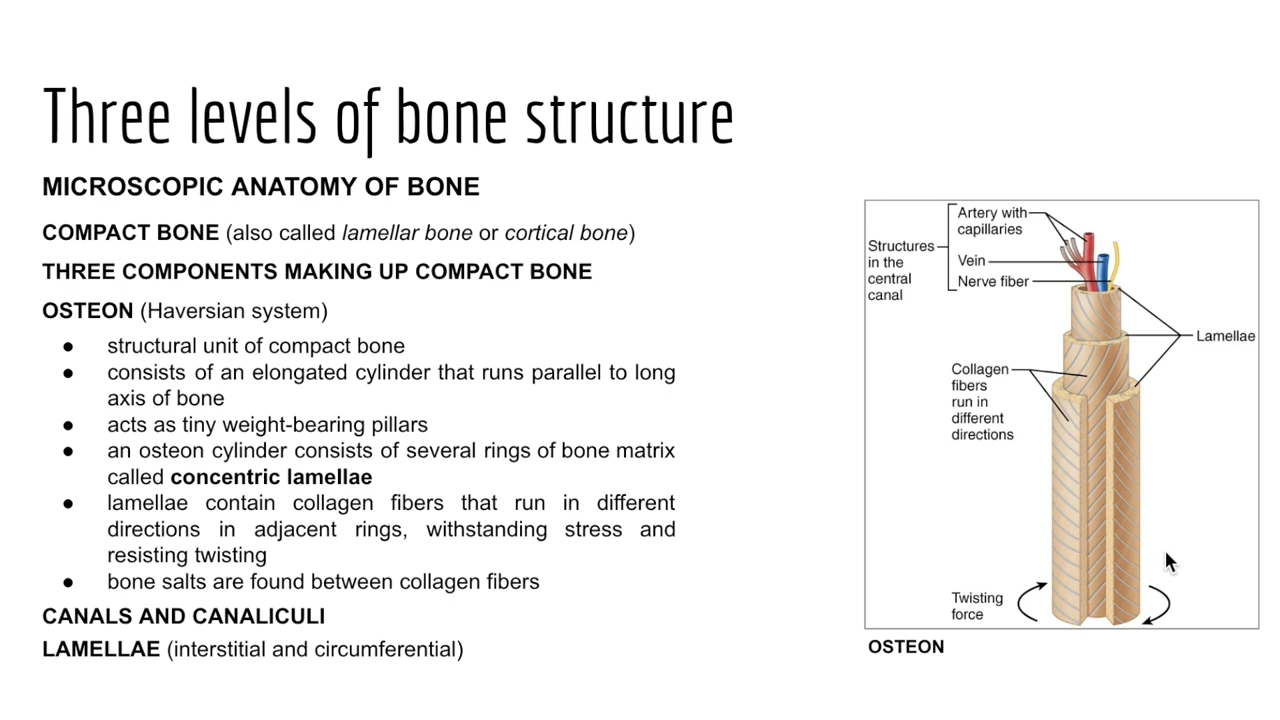 Three levels of bone structure
MICROSCOPIC ANATOMY OF BONE
COMPACT BONE (also called lamellar bone or cortical bone)
THREE COMPONENTS MAKING UP COMPACT BONE
OSTEON (Haversian system)
● structural unit of compact bone
● consists of an elongated cylinder that runs parallel to long
axis of bone
● acts as tiny weight-bearing pillars
● an osteon cylinder consists of several rings of bone matrix
called concentric lamellae
● lamellae contain collagen fibers that run in different
directions in adjacent rings, withstanding stress and
resisting twisting
● bone salts are found between collagen fibers
CANALS AND CANALICULI
LAMELLAE (interstitial and circumferential)
Structures
in the
central
canal
Artery with
capillaries
Vein
Nerve fiber
Lamellae
Collagen
fibers
run in
different
directions
Twisting
force
OSTEON